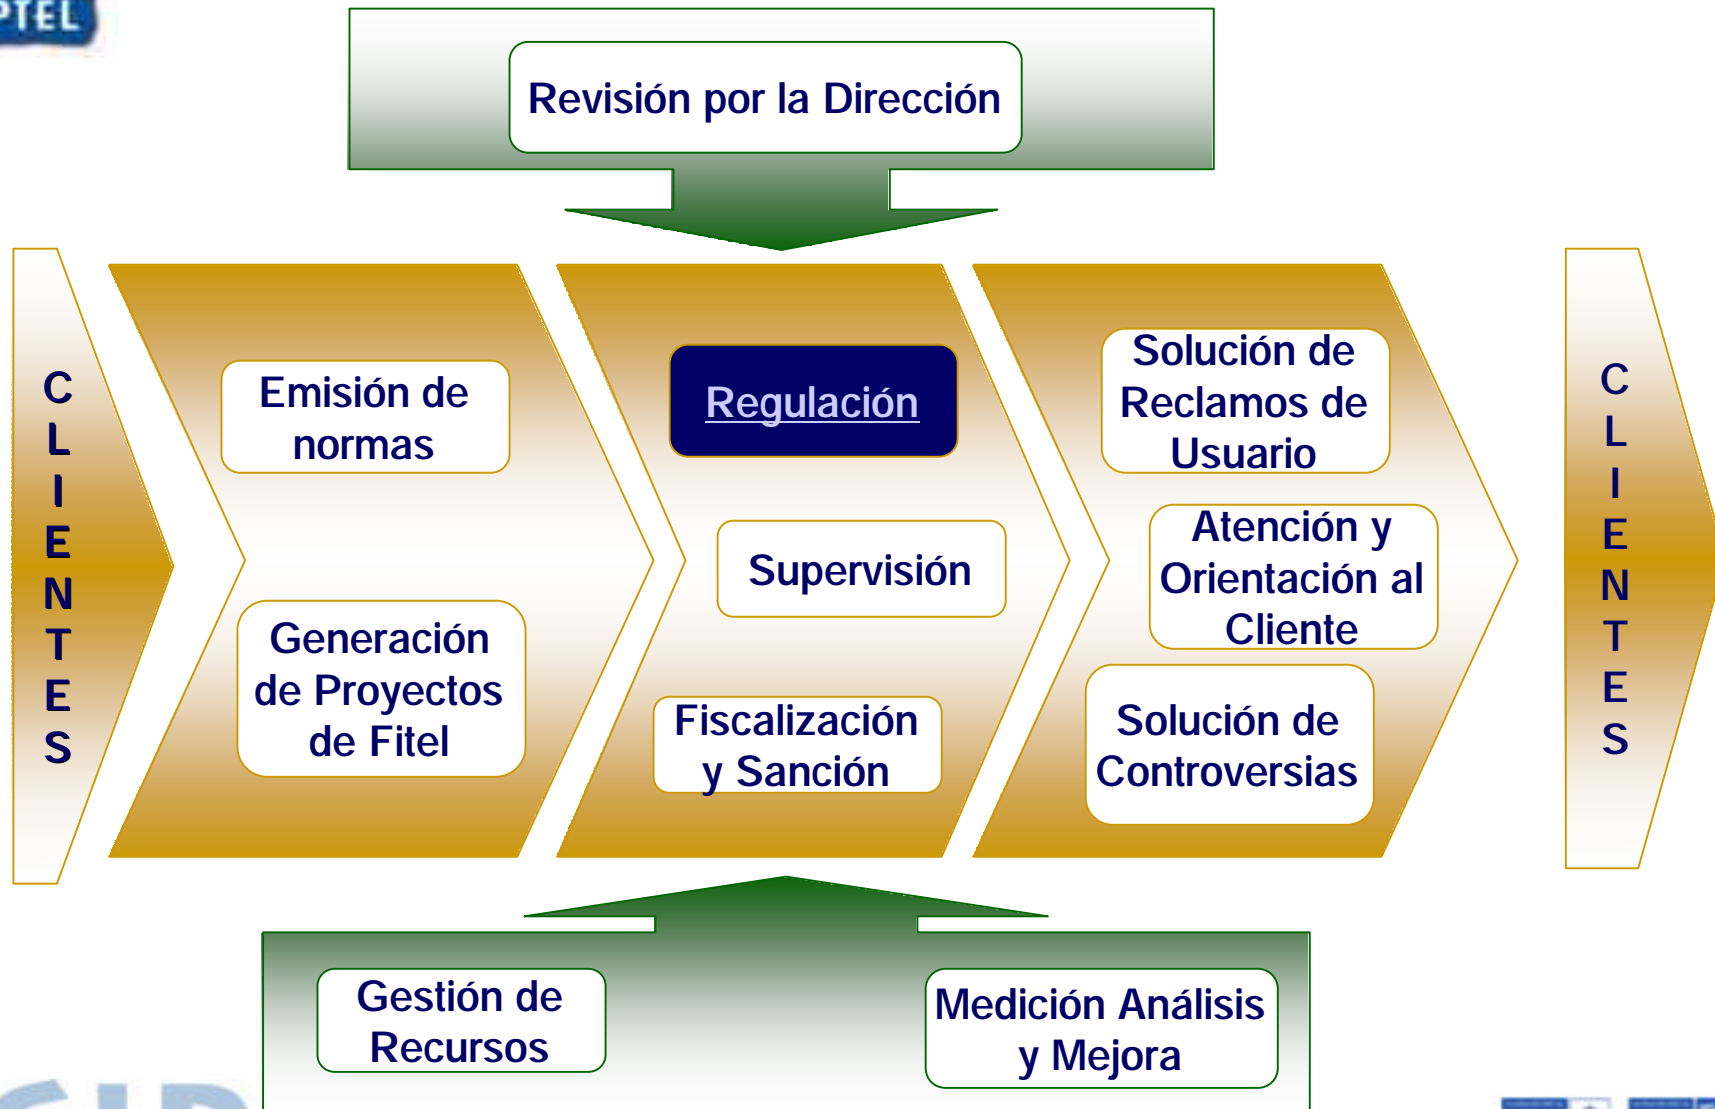 PTEL
Revisión por la Dirección
C
L
I
E
N
T
E
S
Emisión de
normas
Generación
de Proyectos
de Fitel
Regulación
Supervisión
Fiscalización
y Sanción
Solución de
Reclamos de
Usuario
Atención y
Orientación al
Cliente
Solución de
Controversias
C
L
I
E
N
T
E
S
Gestión de
Recursos
Medición Análisis
y Mejora